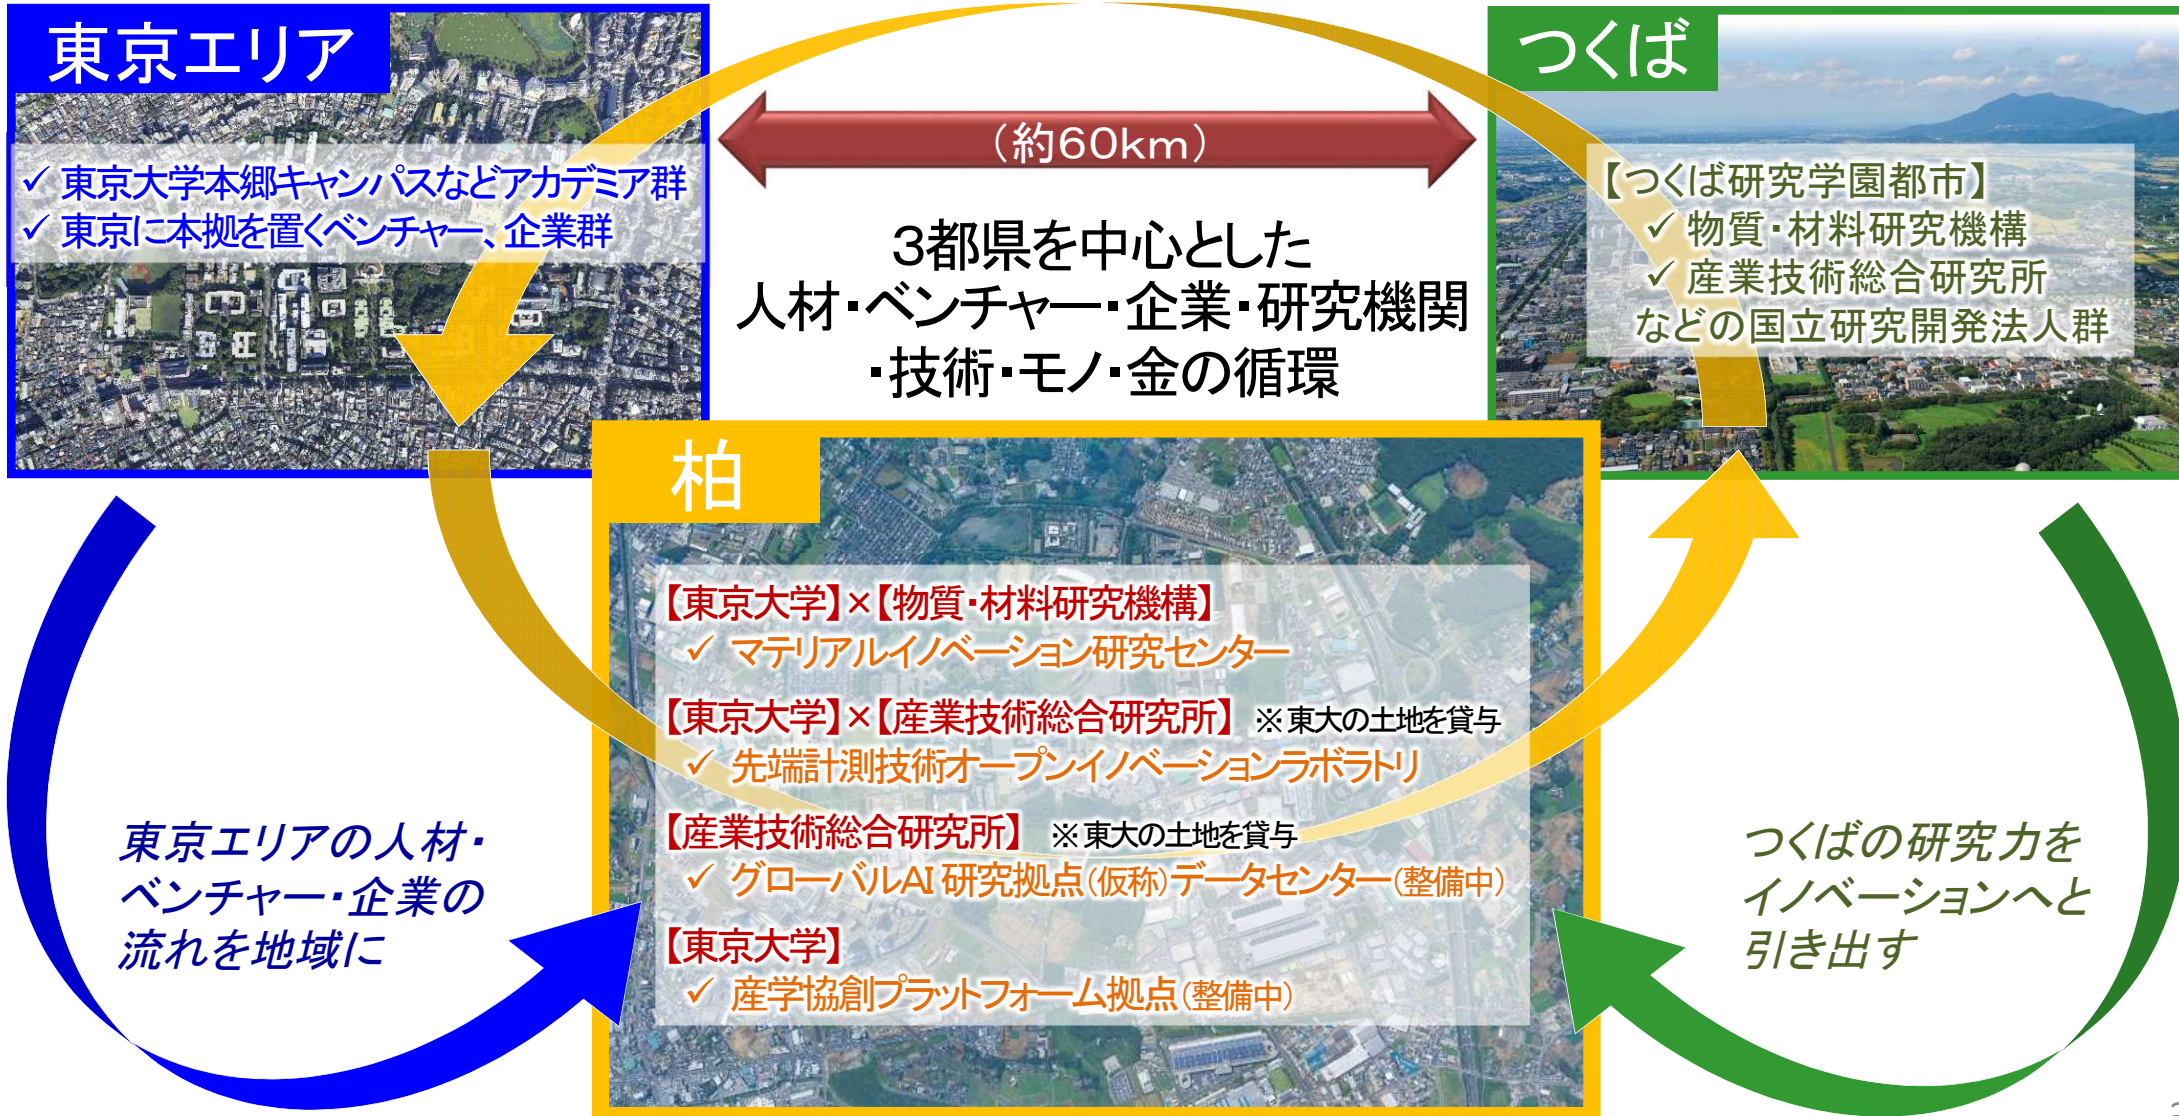 東京エリア
✓ 東京大学本郷キャンパスなどアカデミア群
✓ 東京に本拠を置くベンチャー、企業群
(約60km)
3都県を中心とした
人材・ベンチャー・企業・研究機関
・技術・モノ・金の循環
つくば
【つくば研究学園都市】
✓ 物質・材料研究機構
✓ 産業技術総合研究所
などの国立研究開発法人群
柏
【東京大学】×【物質・材料研究機構】
✓ マテリアルイノベーション研究センター
【東京大学】×【産業技術総合研究所】 ※東大の土地を貸与
✓ 先端計測技術オープンイノベーションラボラトリ
【産業技術総合研究所】 ※東大の土地を貸与
✓ グローバルAI 研究拠点(仮称)データセンター(整備中)
【東京大学】
✓ 産学協創プラットフォーム拠点(整備中)
東京エリアの人材・
ベンチャー・企業の
流れを地域に
つくばの研究力を
イノベーションへと
引き出す